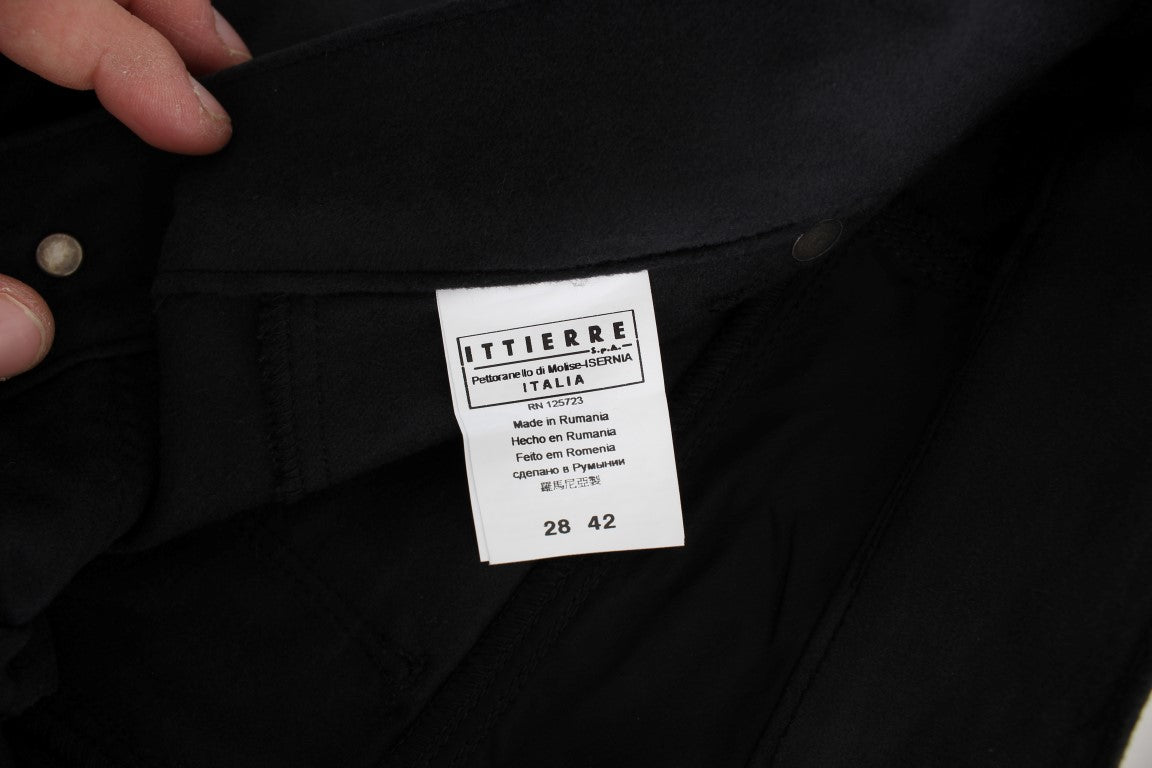 ITTIERRE
S.p.A.
Pettoranello di Molise-ISERNIA
ITALIA
RN 125723
Made in Rumania
Hecho en Rumania
Feito em Romenia
сделано в Румынии
羅馬尼亞製
28 42